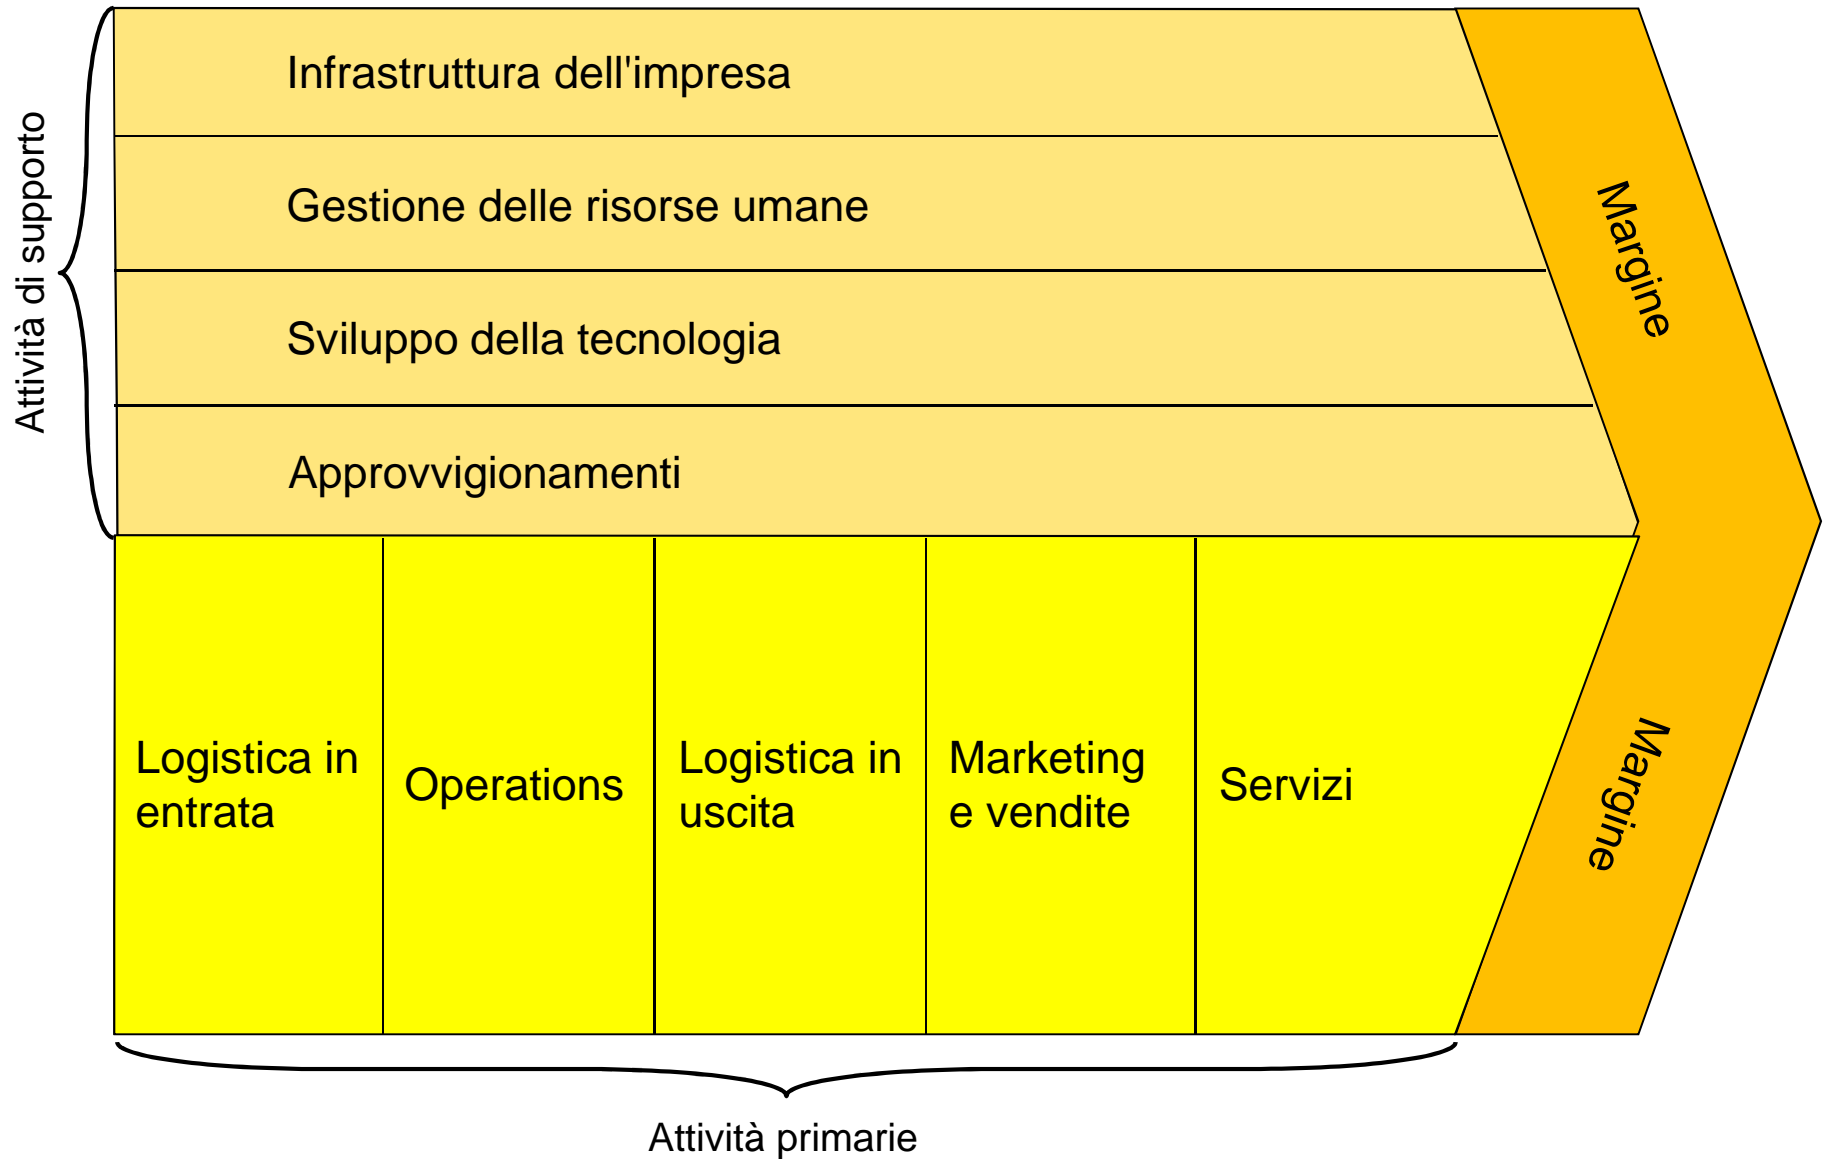 Attività di supporto
Infrastruttura dell'impresa
Gestione delle risorse umane
Sviluppo della tecnologia
Approvvigionamenti
Margine
Logistica in
entrata
Operations
Logistica in
uscita
Marketing
e vendite
Servizi
Margine
Attività primarie